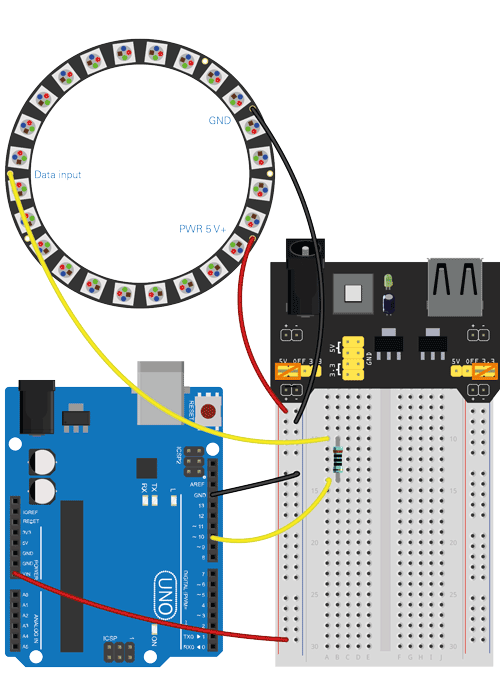 GND
Data input
PWR 5 V+
5V
GND
3.3
5V OFF 3.3
5V OFF 3.3
10
10
15
15
20
20
25
25
30
30
RESET
ICSP2
AREF
GND
13
12
11
10
9
8
7
6
5
4
3
2
TX0 1
RX0 0
L
TX
RX
DIGITAL (PWM~)
IOREF
RESET
3V3
5V
GND
GND
VIN
POWER
A0
A1
A2
A3
A4
A5
ANALOG IN
UNO
ON
ICSP
1
A B C D E
F G H I J